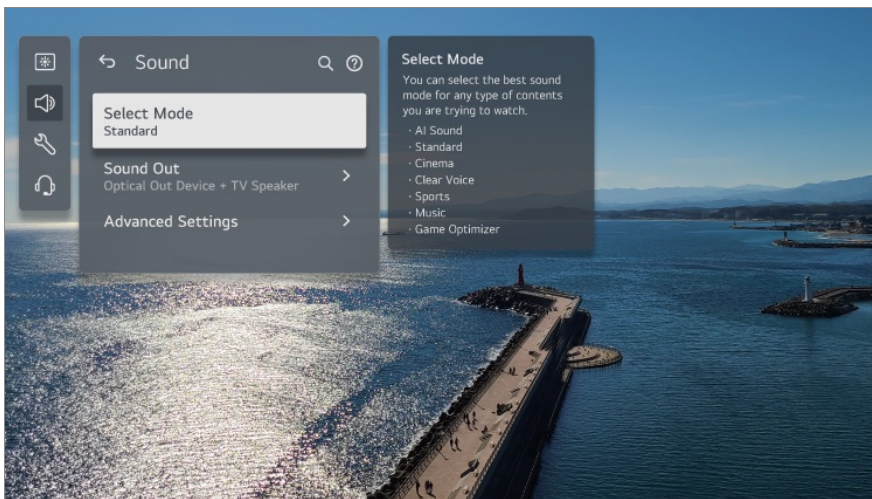 Sound
Select Mode
Standard
Sound Out
Optical Out Device + TV Speaker
Advanced Settings
Select Mode
You can select the best sound
mode for any type of contents
you are trying to watch.
· AI Sound
· Standard
· Cinema
· Clear Voice
· Sports
· Music
· Game Optimizer